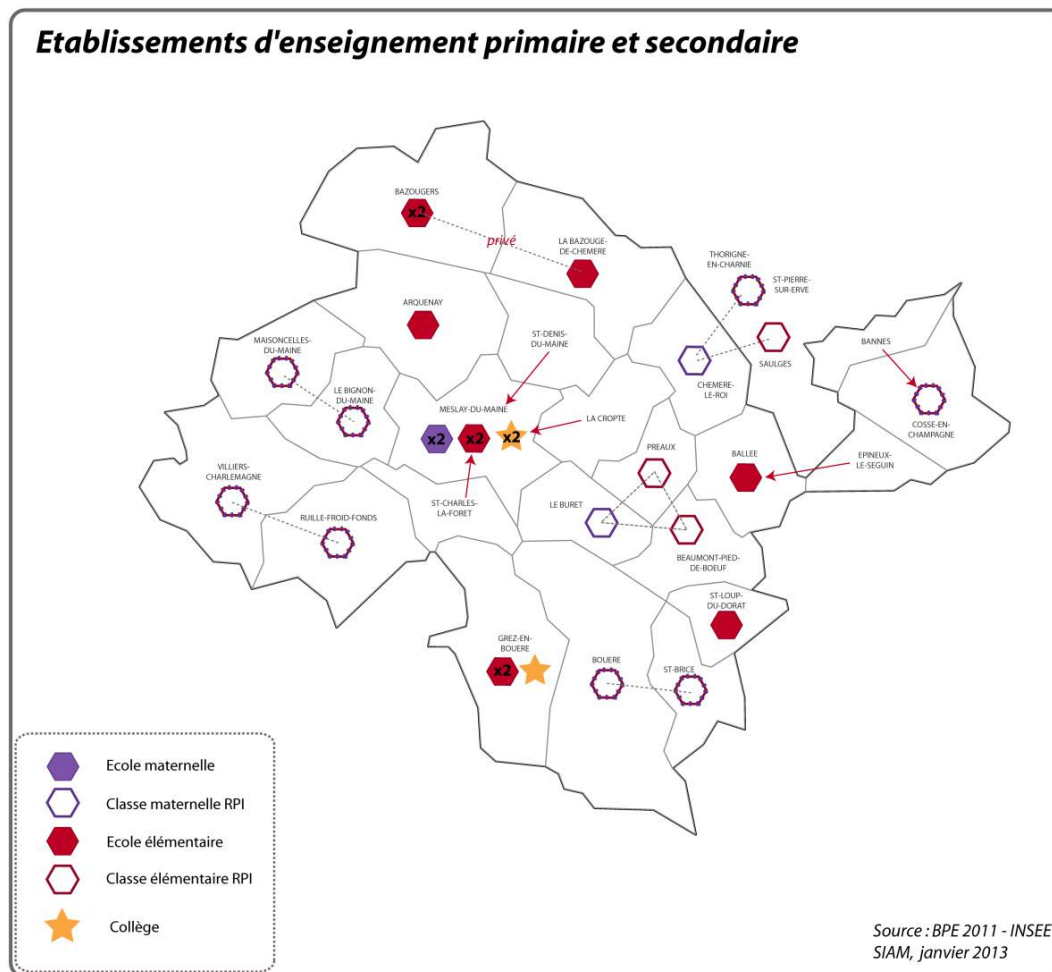 Etablissements d'enseignement primaire et secondaire
BAZOUGERS
x2
privé
LA BAZOUGE-
DE-CHEMERE
THORIGNE-
EN-CHARNIE
ST-PIERRE-
SUR-ERVE
ARQUENAY
ST-DENIS-
DU-MAINE
MAISONCELLES-
DU-MAINE
SAULGES
BANNES
CHEMERE-
LE-ROI
LE BIGNON-
DU-MAINE
MESLAY-DU-MAINE
x2
x2
x2
LA CROPTE
COSSE-EN-
CHAMPAGNE
PREAUX
BALLEE
EPINEUX-
LE-SEGUIN
VILLIERS-
CHARLEMAGNE
ST-CHARLES-
LA-FORET
LE BURET
RUILLE-FROID-FONDS
BEAUMONT-PIED-
DE-BOEUF
ST-LOUP-
DU-DORAT
GREZ-EN-
BOUERE
x2
BOUERE
ST-BRICE
Ecole maternelle
Classe maternelle RPI
Ecole élémentaire
Classe élémentaire RPI
Collège
Source : BPE 2011 - INSEE
SIAM, janvier 2013